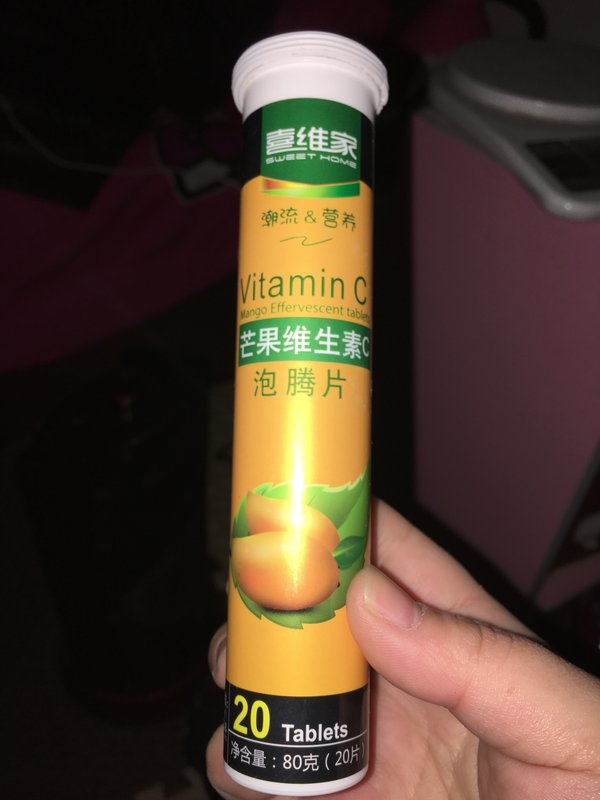 喜维家
SWEET HOME
潮流&营养
Vitamin C
Mango Effervescent tablets
芒果维生素C
泡腾片
20 Tablets
净含量：80克（20片）